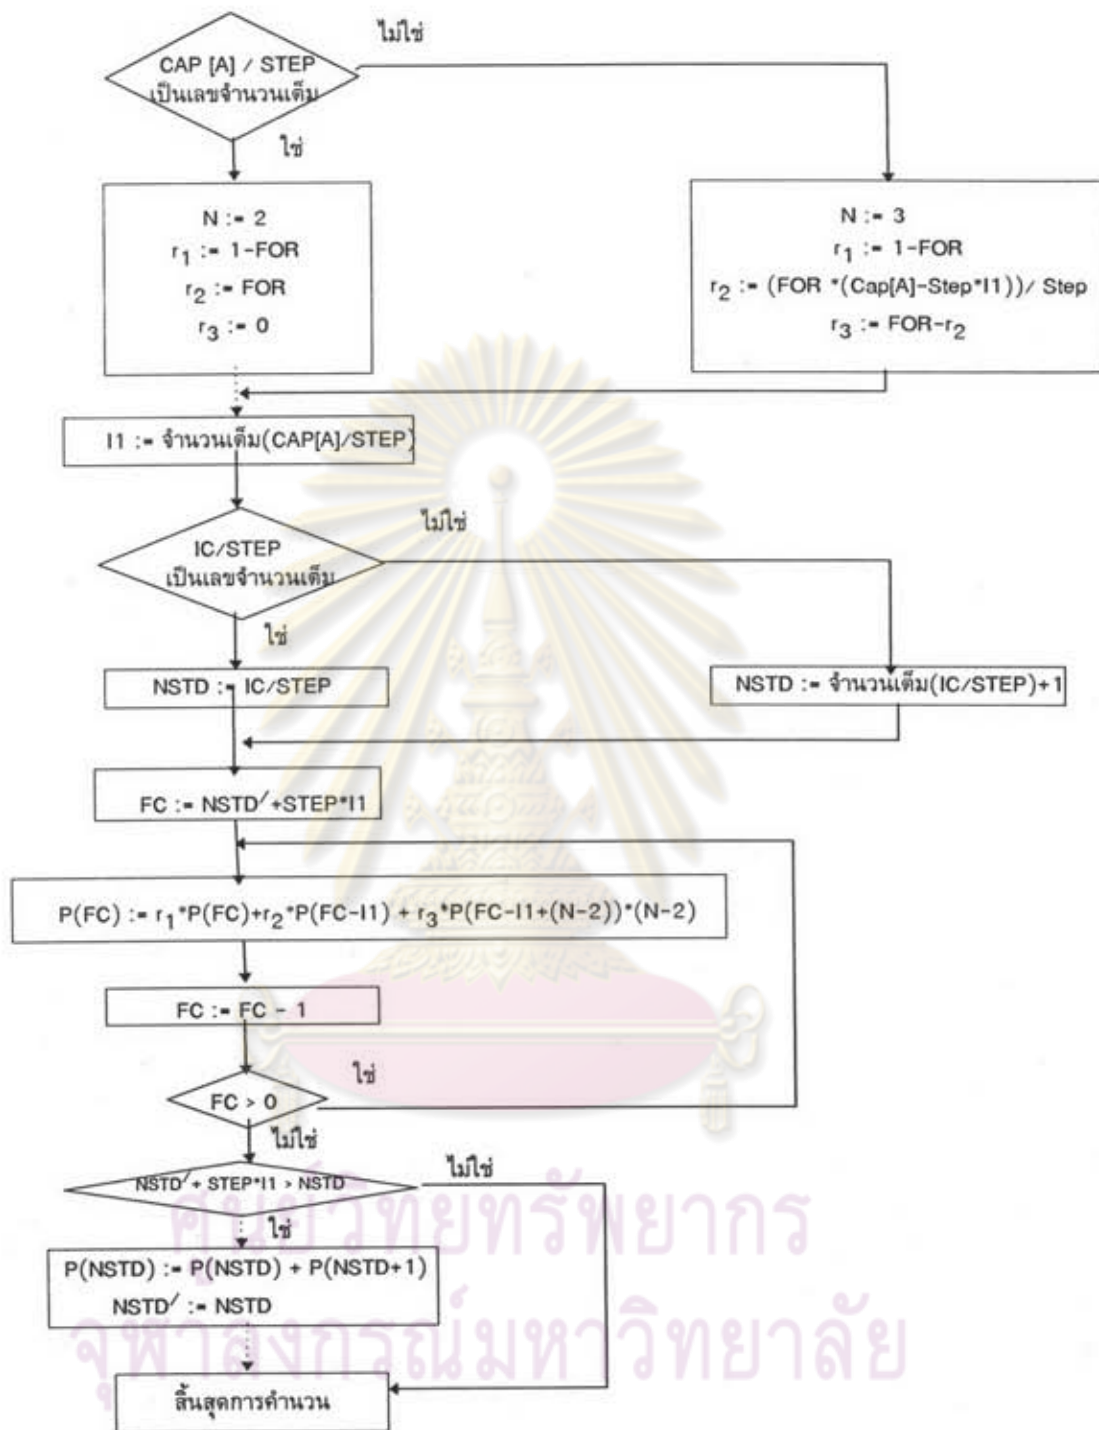 ไม่ใช่
CAP [A] / STEP
เป็นเลขจำนวนเต็ม
ใช่
N := 2
r1 := 1-FOR
r2 := FOR
r3 := 0
N := 3
r1 := 1-FOR
r2 := (FOR *(Cap[A]-Step*I1))/ Step
r3 := FOR-r2
I1 := จำนวนเต็ม(CAP[A]/STEP)
ไม่ใช่
IC/STEP
เป็นเลขจำนวนเต็ม
ใช่
NSTD := IC/STEP
NSTD := จำนวนเต็ม(IC/STEP)+1
FC := NSTD′+STEP*I1
P(FC) := r1*P(FC)+r2*P(FC-I1) + r3*P(FC-I1+(N-2))*(N-2)
FC := FC - 1
ใช่
FC > 0
ไม่ใช่
ไม่ใช่
NSTD′+ STEP*I1 > NSTD
ใช่
ศูนย์วิทยทรัพยากร
P(NSTD) := P(NSTD) + P(NSTD+1)
NSTD′ := NSTD
จุฬาลงกรณ์มหาวิทยาลัย
สิ้นสุดการคำนวน